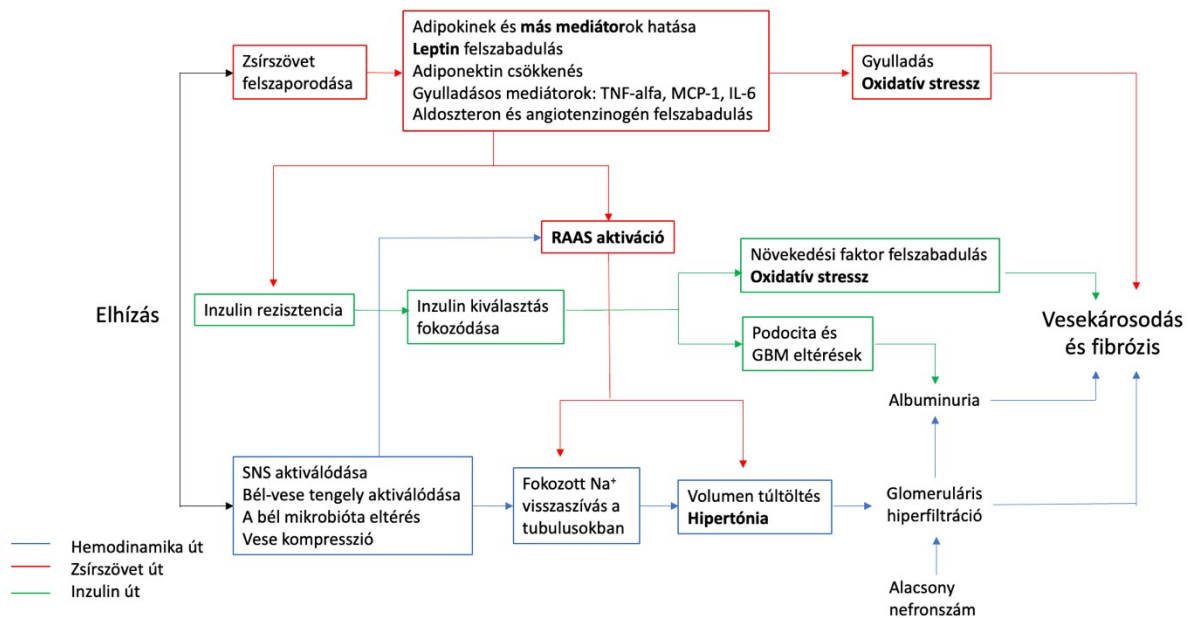 Zsírszövet
felszaporodása
Adipokinek és más mediátorok hatása
Leptin felszabadulás
Adiponektin csökkenés
Gyulladásos mediátorok: TNF-alfa, MCP-1, IL-6
Aldoszteron és angiotenzinogén felszabadulás
Gyulladás
Oxidatív stressz
RAAS aktiváció
Elhízás
Inzulin rezisztencia
Inzulin kiválasztás
fokozódása
Növekedési faktor felszabadulás
Oxidatív stressz
Podocita és
GBM eltérések
Vesekárosodás
és fibrózis
Albuminuria
SNS aktiválódása
Bél-vese tengely aktiválódása
A bél mikrobióta eltérés
Vese kompresszió
Fokozott Na⁺
visszaszívás a
tubulusokban
Volumen túltöltés
Hipertónia
Glomeruláris
hiperfiltráció
Alacsony
nefronszám
Hemodinamika út
Zsírszövet út
Inzulin út